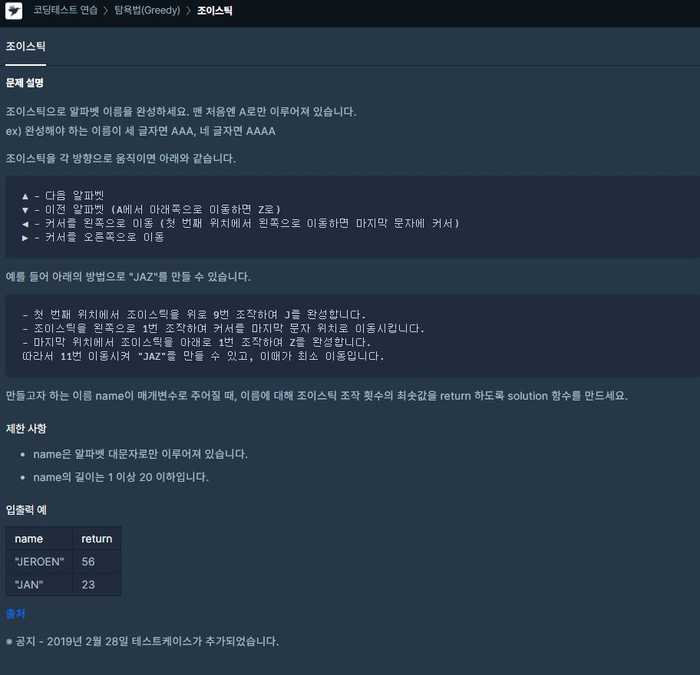 코딩테스트 연습 > 탐욕법(Greedy) > 조이스틱
조이스틱
문제 설명
조이스틱으로 알파벳 이름을 완성하세요. 맨 처음엔 A로만 이루어져 있습니다.
ex) 완성해야 하는 이름이 세 글자면 AAA, 네 글자면 AAAA
조이스틱을 각 방향으로 움직이면 아래와 같습니다.
▲ - 다음 알파벳
▼ - 이전 알파벳 (A에서 아래쪽으로 이동하면 Z로)
◀ - 커서를 왼쪽으로 이동 (첫 번째 위치에서 왼쪽으로 이동하면 마지막 문자에 커서)
▶ - 커서를 오른쪽으로 이동
예를 들어 아래의 방법으로 "JAZ"를 만들 수 있습니다.
- 첫 번째 위치에서 조이스틱을 위로 9번 조작하여 J를 완성합니다.
- 조이스틱을 왼쪽으로 1번 조작하여 커서를 마지막 문자 위치로 이동시킵니다.
- 마지막 위치에서 조이스틱을 아래로 1번 조작하여 Z를 완성합니다.
따라서 11번 이동시켜 "JAZ"를 만들 수 있고, 이때가 최소 이동입니다.
만들고자 하는 이름 name이 매개변수로 주어질 때, 이름에 대해 조이스틱 조작 횟수의 최솟값을 return 하도록 solution 함수를 만드세요.
제한 사항
• name은 알파벳 대문자로만 이루어져 있습니다.
• name의 길이는 1 이상 20 이하입니다.
입출력 예
name return
"JEROEN" 56
"JAN" 23
출처
※ 공지 - 2019년 2월 28일 테스트케이스가 추가되었습니다.